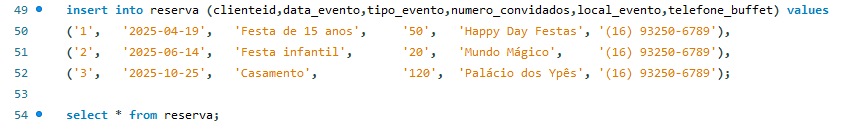 49 insert into reserva (clienteid,data_evento,tipo_evento,numero_convidados,local_evento,telefone_buffet) values
50 ('1', '2025-04-19', 'Festa de 15 anos', '50', 'Happy Day Festas', '(16) 93250-6789'),
51 ('2', '2025-06-14', 'Festa infantil', '20', 'Mundo Mágico', '(16) 93250-6789'),
52 ('3', '2025-10-25', 'Casamento', '120', 'Palácio dos Ypês', '(16) 93250-6789');
53
54 select * from reserva;